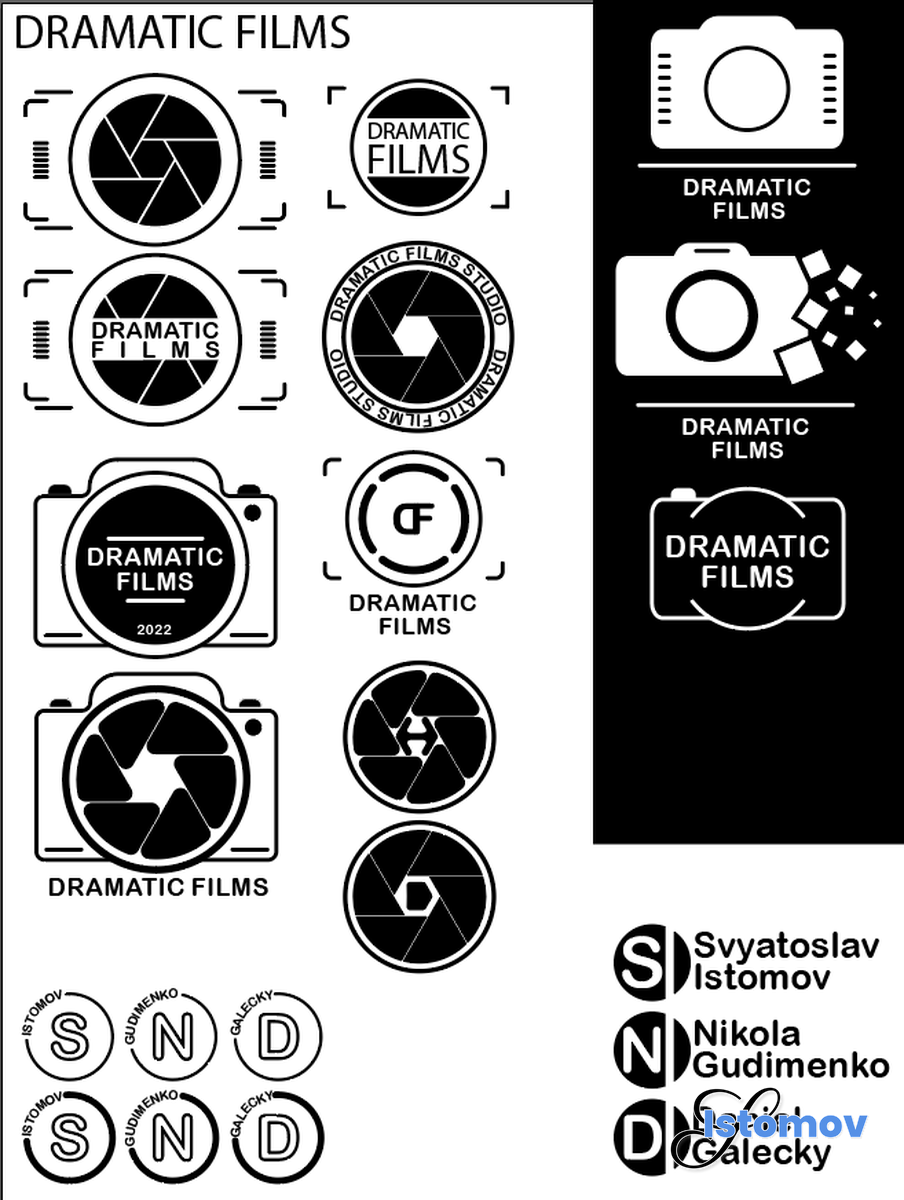 DRAMATIC FILMS
DRAMATIC
FILMS
DRAMATIC
FILMS
DRAMATIC FILMS STUDIO
DRAMATIC FILMS STUDIO
DRAMATIC
FILMS
2022
DF
DRAMATIC
FILMS
DRAMATIC FILMS
DRAMATIC
FILMS
DRAMATIC
FILMS
DRAMATIC
FILMS
ISTOMOV
S
GUDIMENKO
N
GALECKY
D
ISTOMOV
S
GUDIMENKO
N
GALECKY
D
S
Svyatoslav
Istomov
N
Nikola
Gudimenko
D
Galecky
Istomov